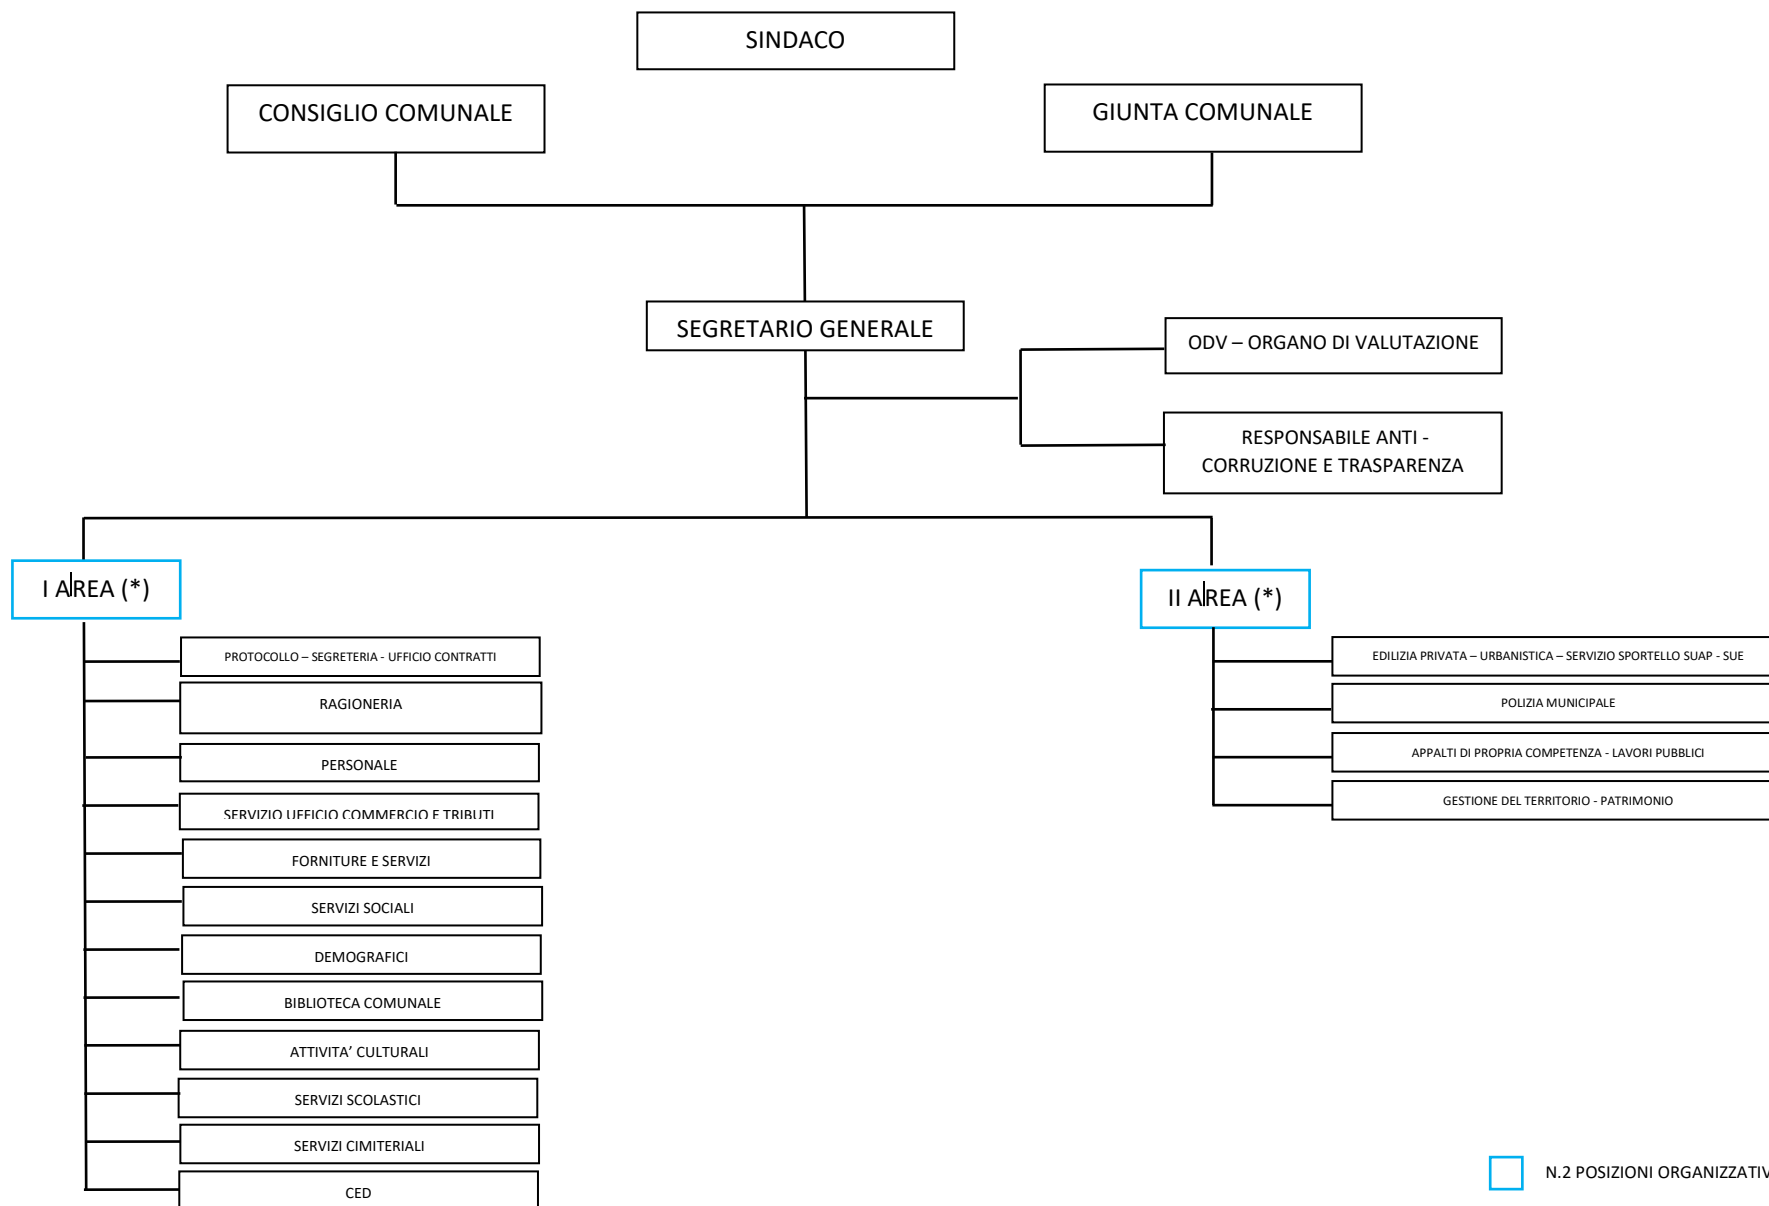 SINDACO
CONSIGLIO COMUNALE
GIUNTA COMUNALE
SEGRETARIO GENERALE
ODV – ORGANO DI VALUTAZIONE
RESPONSABILE ANTI -
CORRUZIONE E TRASPARENZA
I AREA (*)
PROTOCOLLO – SEGRETERIA - UFFICIO CONTRATTI
RAGIONERIA
PERSONALE
SERVIZIO UFFICIO COMMERCIO E TRIBUTI
FORNITURE E SERVIZI
SERVIZI SOCIALI
DEMOGRAFICI
BIBLIOTECA COMUNALE
ATTIVITA’ CULTURALI
SERVIZI SCOLASTICI
SERVIZI CIMITERIALI
CED
II AREA (*)
EDILIZIA PRIVATA – URBANISTICA – SERVIZIO SPORTELLO SUAP - SUE
POLIZIA MUNICIPALE
APPALTI DI PROPRIA COMPETENZA - LAVORI PUBBLICI
GESTIONE DEL TERRITORIO - PATRIMONIO
N.2 POSIZIONI ORGANIZZATIV